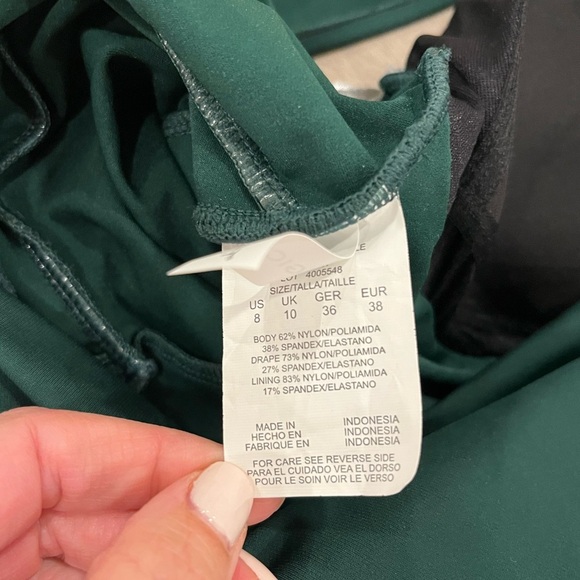 LOT 4005548
SIZE/TALLA/TAILLE
US UK GER EUR
8 10 36 38
BODY 62% NYLON/POLIAMIDA
38% SPANDEX/ELASTANO
DRAPE 73% NYLON/POLIAMIDA
27% SPANDEX/ELASTANO
LINING 83% NYLON/POLIAMIDA
17% SPANDEX/ELASTANO
MADE IN INDONESIA
HECHO EN INDONESIA
FABRIQUE EN INDONESIA
FOR CARE SEE REVERSE SIDE
PARA EL CUIDADO VEA EL DORSO
POUR LE SOIN VOIR LE VERSO